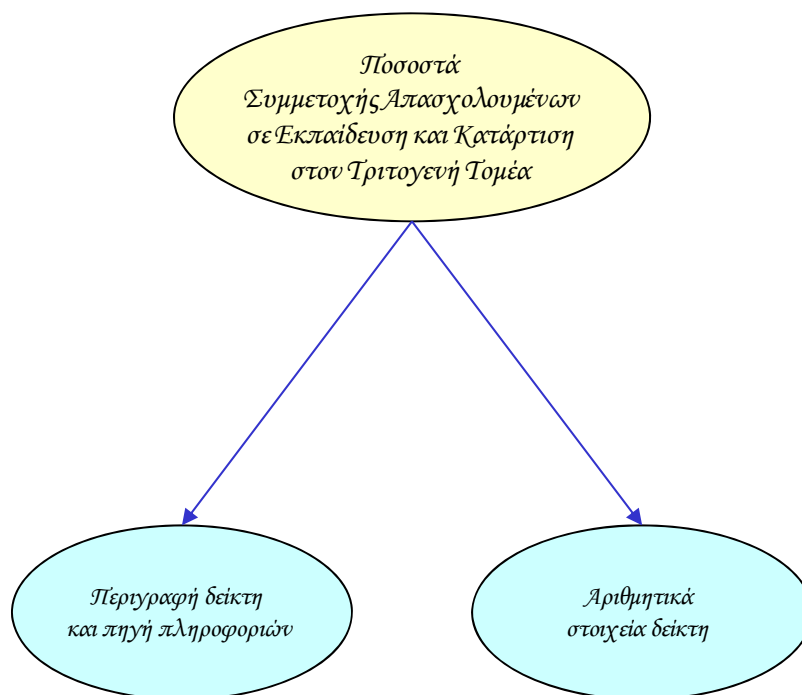 Ποσοστά
Συμμετοχής Απασχολουμένων
σε Εκπαίδευση και Κατάρτιση
στον Τριτογενή Τομέα
Περιγραφή δείκτη
και πηγή πληροφοριών
Αριθμητικά
στοιχεία δείκτη